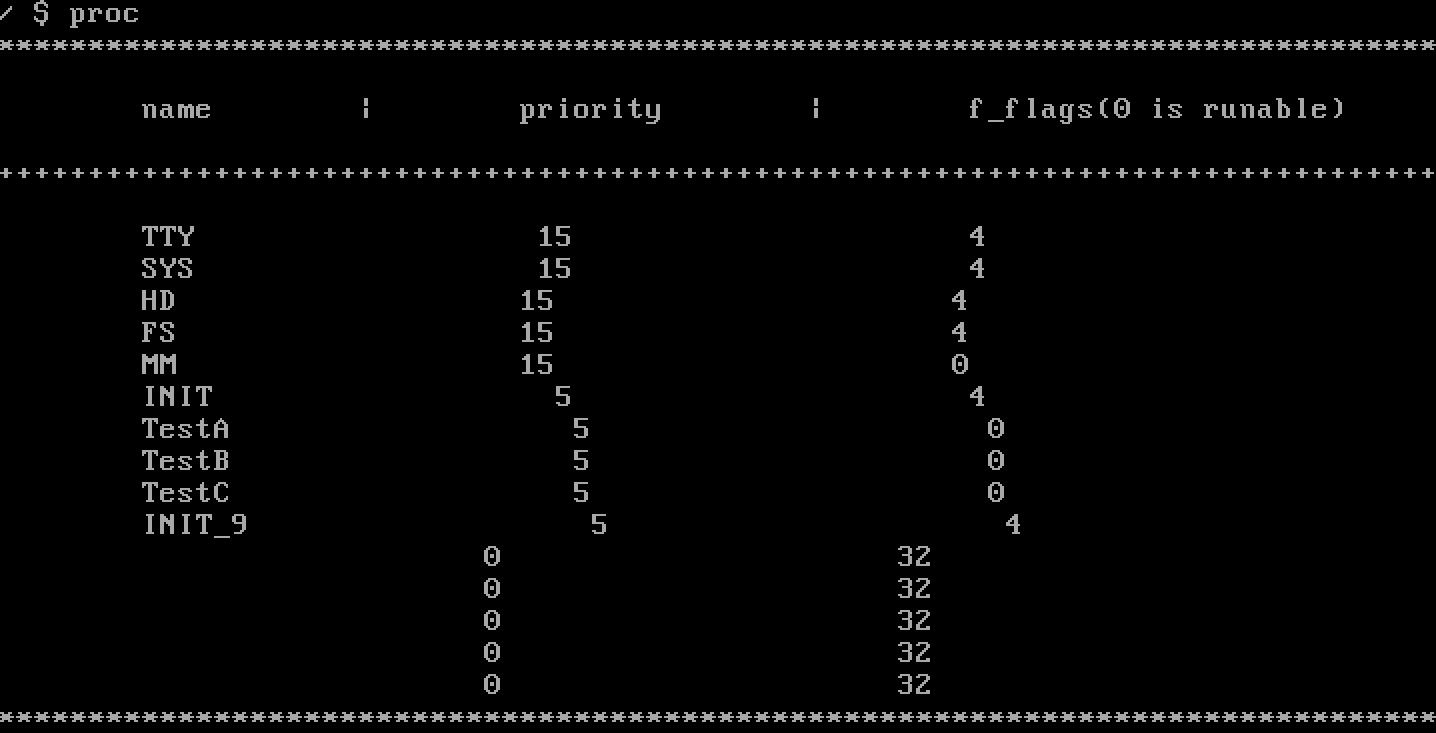 / $ proc
********************************************************************************
name | priority | f_flags(0 is runable)
++++++++++++++++++++++++++++++++++++++++++++++++++++++++++++++++++++++++++++++++
TTY 15 4
SYS 15 4
HD 15 4
FS 15 4
MM 15 0
INIT 5 4
TestA 5 0
TestB 5 0
TestC 5 0
INIT_9 5 4
0 32
0 32
0 32
0 32
0 32
********************************************************************************